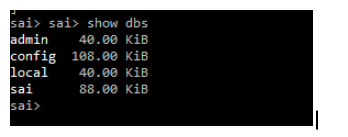 sai> sai> show dbs
admin    40.00 KiB
config  108.00 KiB
local    40.00 KiB
sai      88.00 KiB
sai>